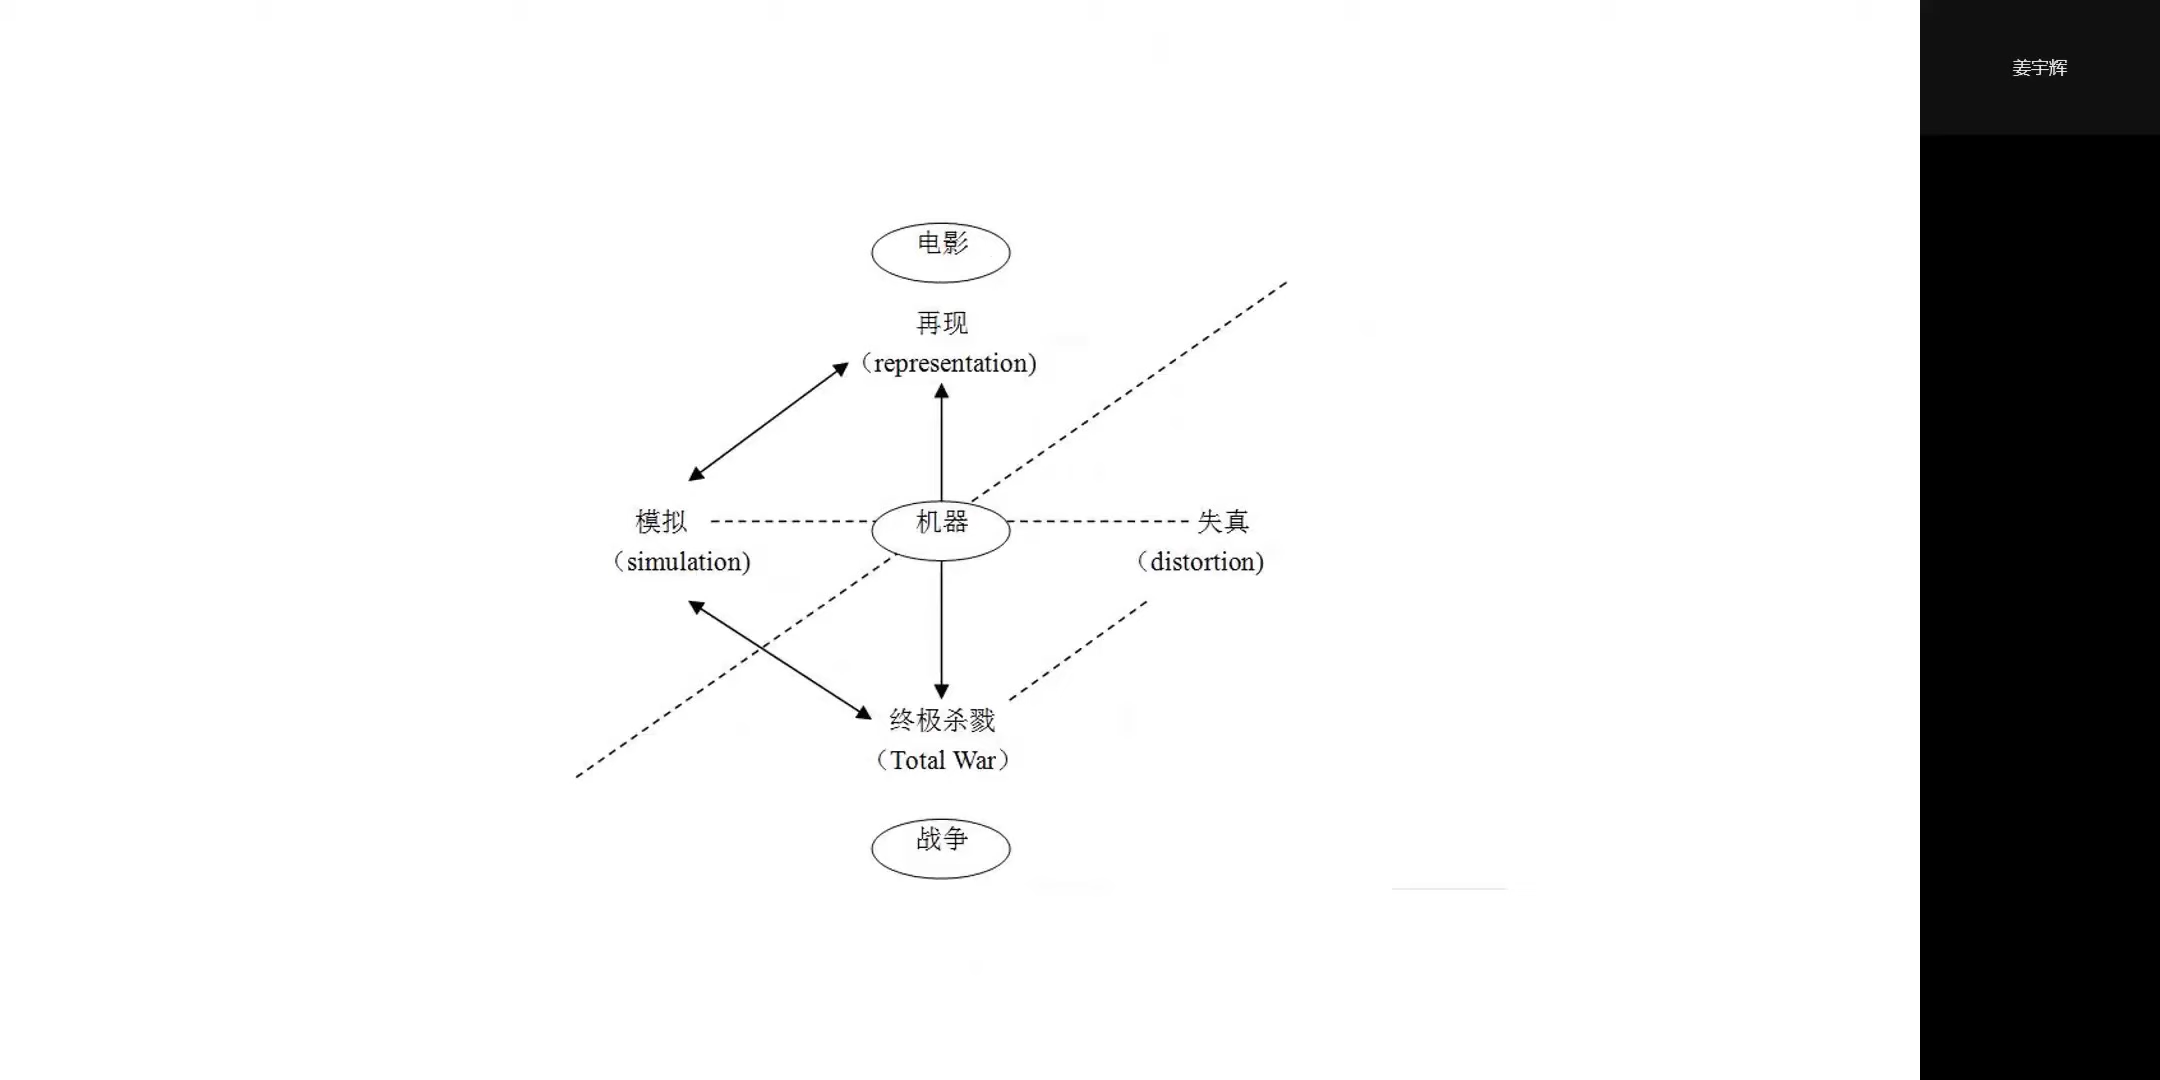 姜宇辉
电影
再现
（representation)
模拟
机器
失真
（simulation)
（distortion)
终极杀戮
（Total War）
战争